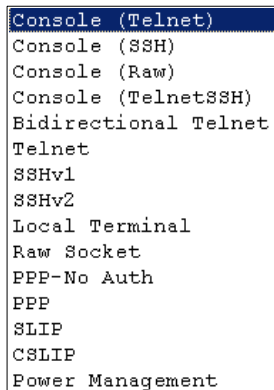 Console (Telnet)
Console (SSH)
Console (Raw)
Console (TelnetSSH)
Bidirectional Telnet
Telnet
SSHv1
SSHv2
Local Terminal
Raw Socket
PPP-No Auth
PPP
SLIP
CSLIP
Power Management